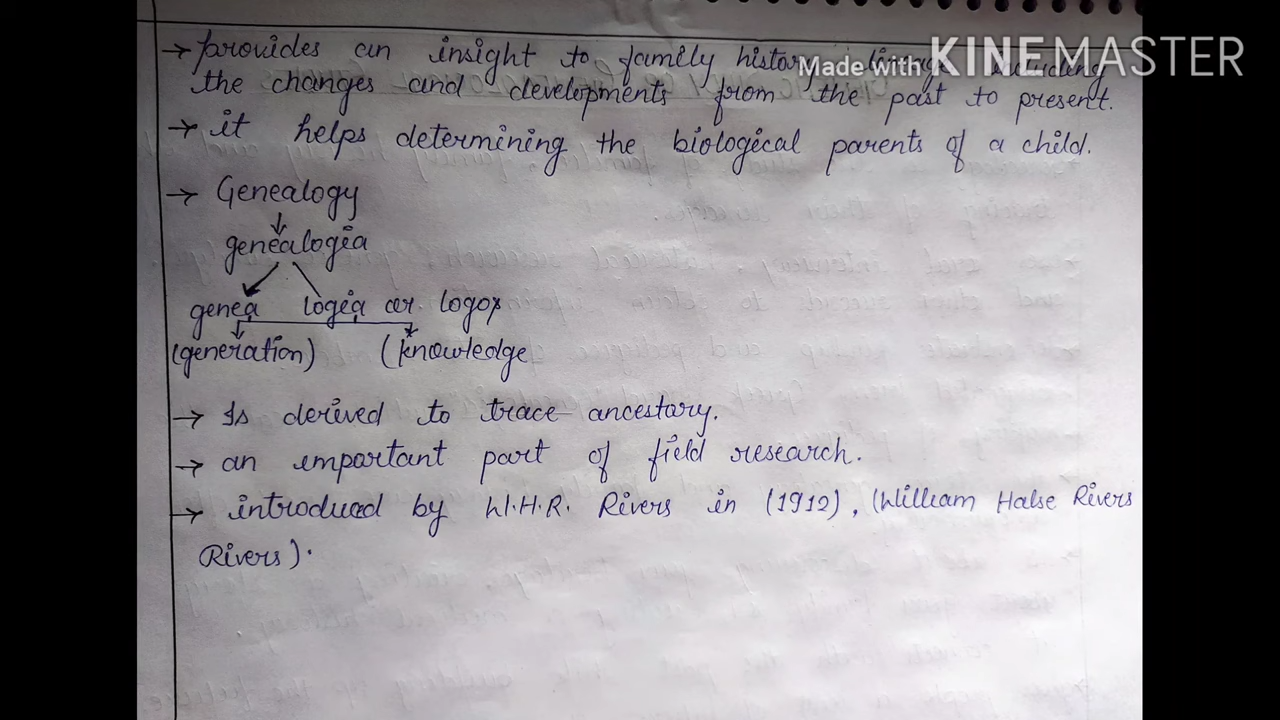 → provides an insight to family history, lineage including
Made with KINEMASTER
the changes and developments from the past to present.
→ it helps determining the biological parents of a child.
→ Genealogy
genealogia
genea logia or logos
(generation) (knowledge
→ Is derived to trace ancestary.
→ an important part of field research.
→ introduced by W.H.R. Rivers in (1912), (William Halse Rivers
Rivers).